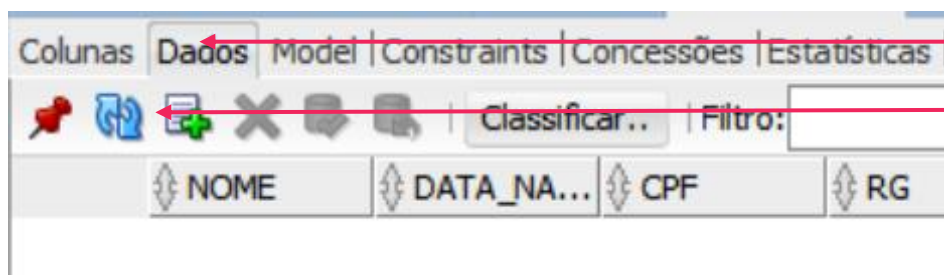 Colunas Dados Model |Constraints |Concessões |Estatísticas |
Classificar.. Filtro:
NOME DATA_NA... CPF RG